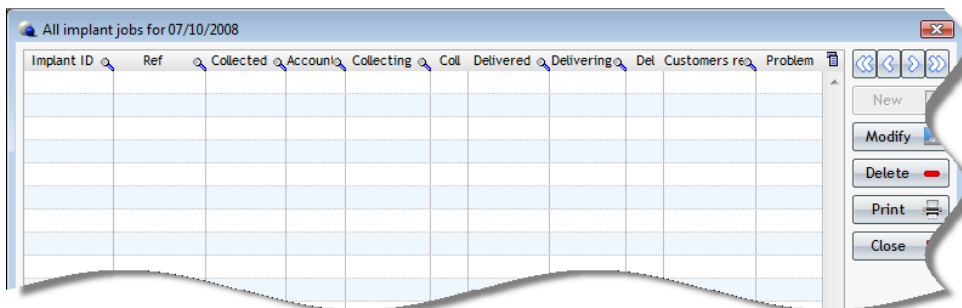 All implant jobs for 07/10/2008
Implant ID Ref Collected Accoun Collecting Coll Delivered Delivering Del Customers re Problem
New
Modify
Delete
Print
Close